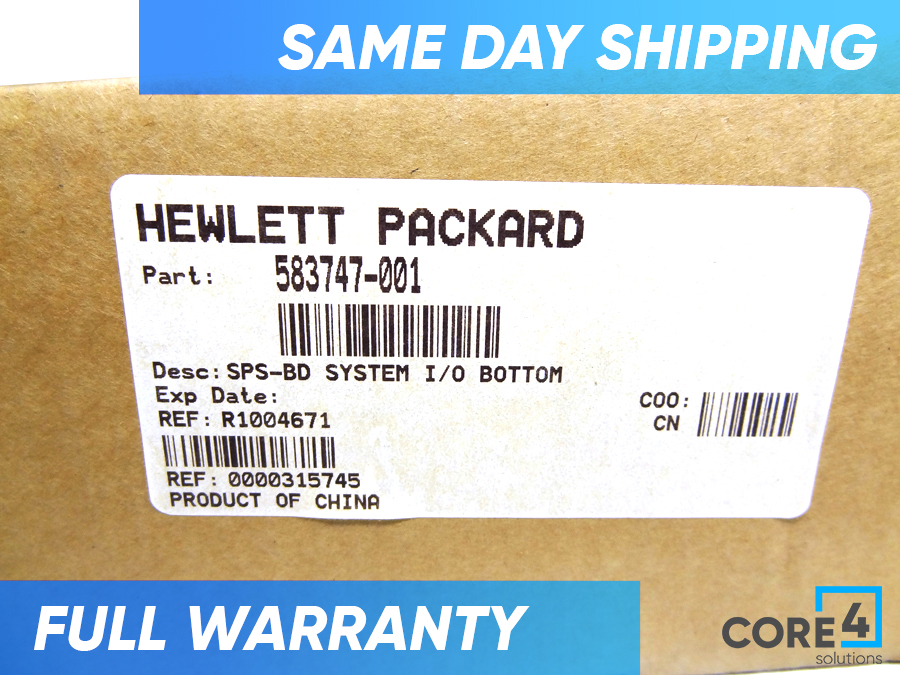 SAME DAY SHIPPING
HEWLETT PACKARD
Part: 583747-001
Desc: SPS-BD SYSTEM I/O BOTTOM
Exp Date:
COO:
REF: R1004671
CN
REF: 0000315745
PRODUCT OF CHINA
FULL WARRANTY
CORE4
solutions